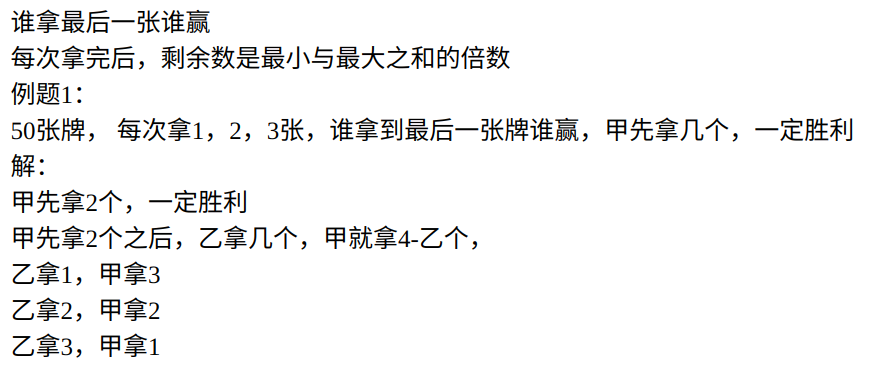 谁拿最后一张谁赢
每次拿完后，剩余数是最小与最大之和的倍数
例题1：
50张牌， 每次拿1，2，3张，谁拿到最后一张牌谁赢，甲先拿几个，一定胜利
解：
甲先拿2个，一定胜利
甲先拿2个之后，乙拿几个，甲就拿4-乙个，
乙拿1，甲拿3
乙拿2，甲拿2
乙拿3，甲拿1